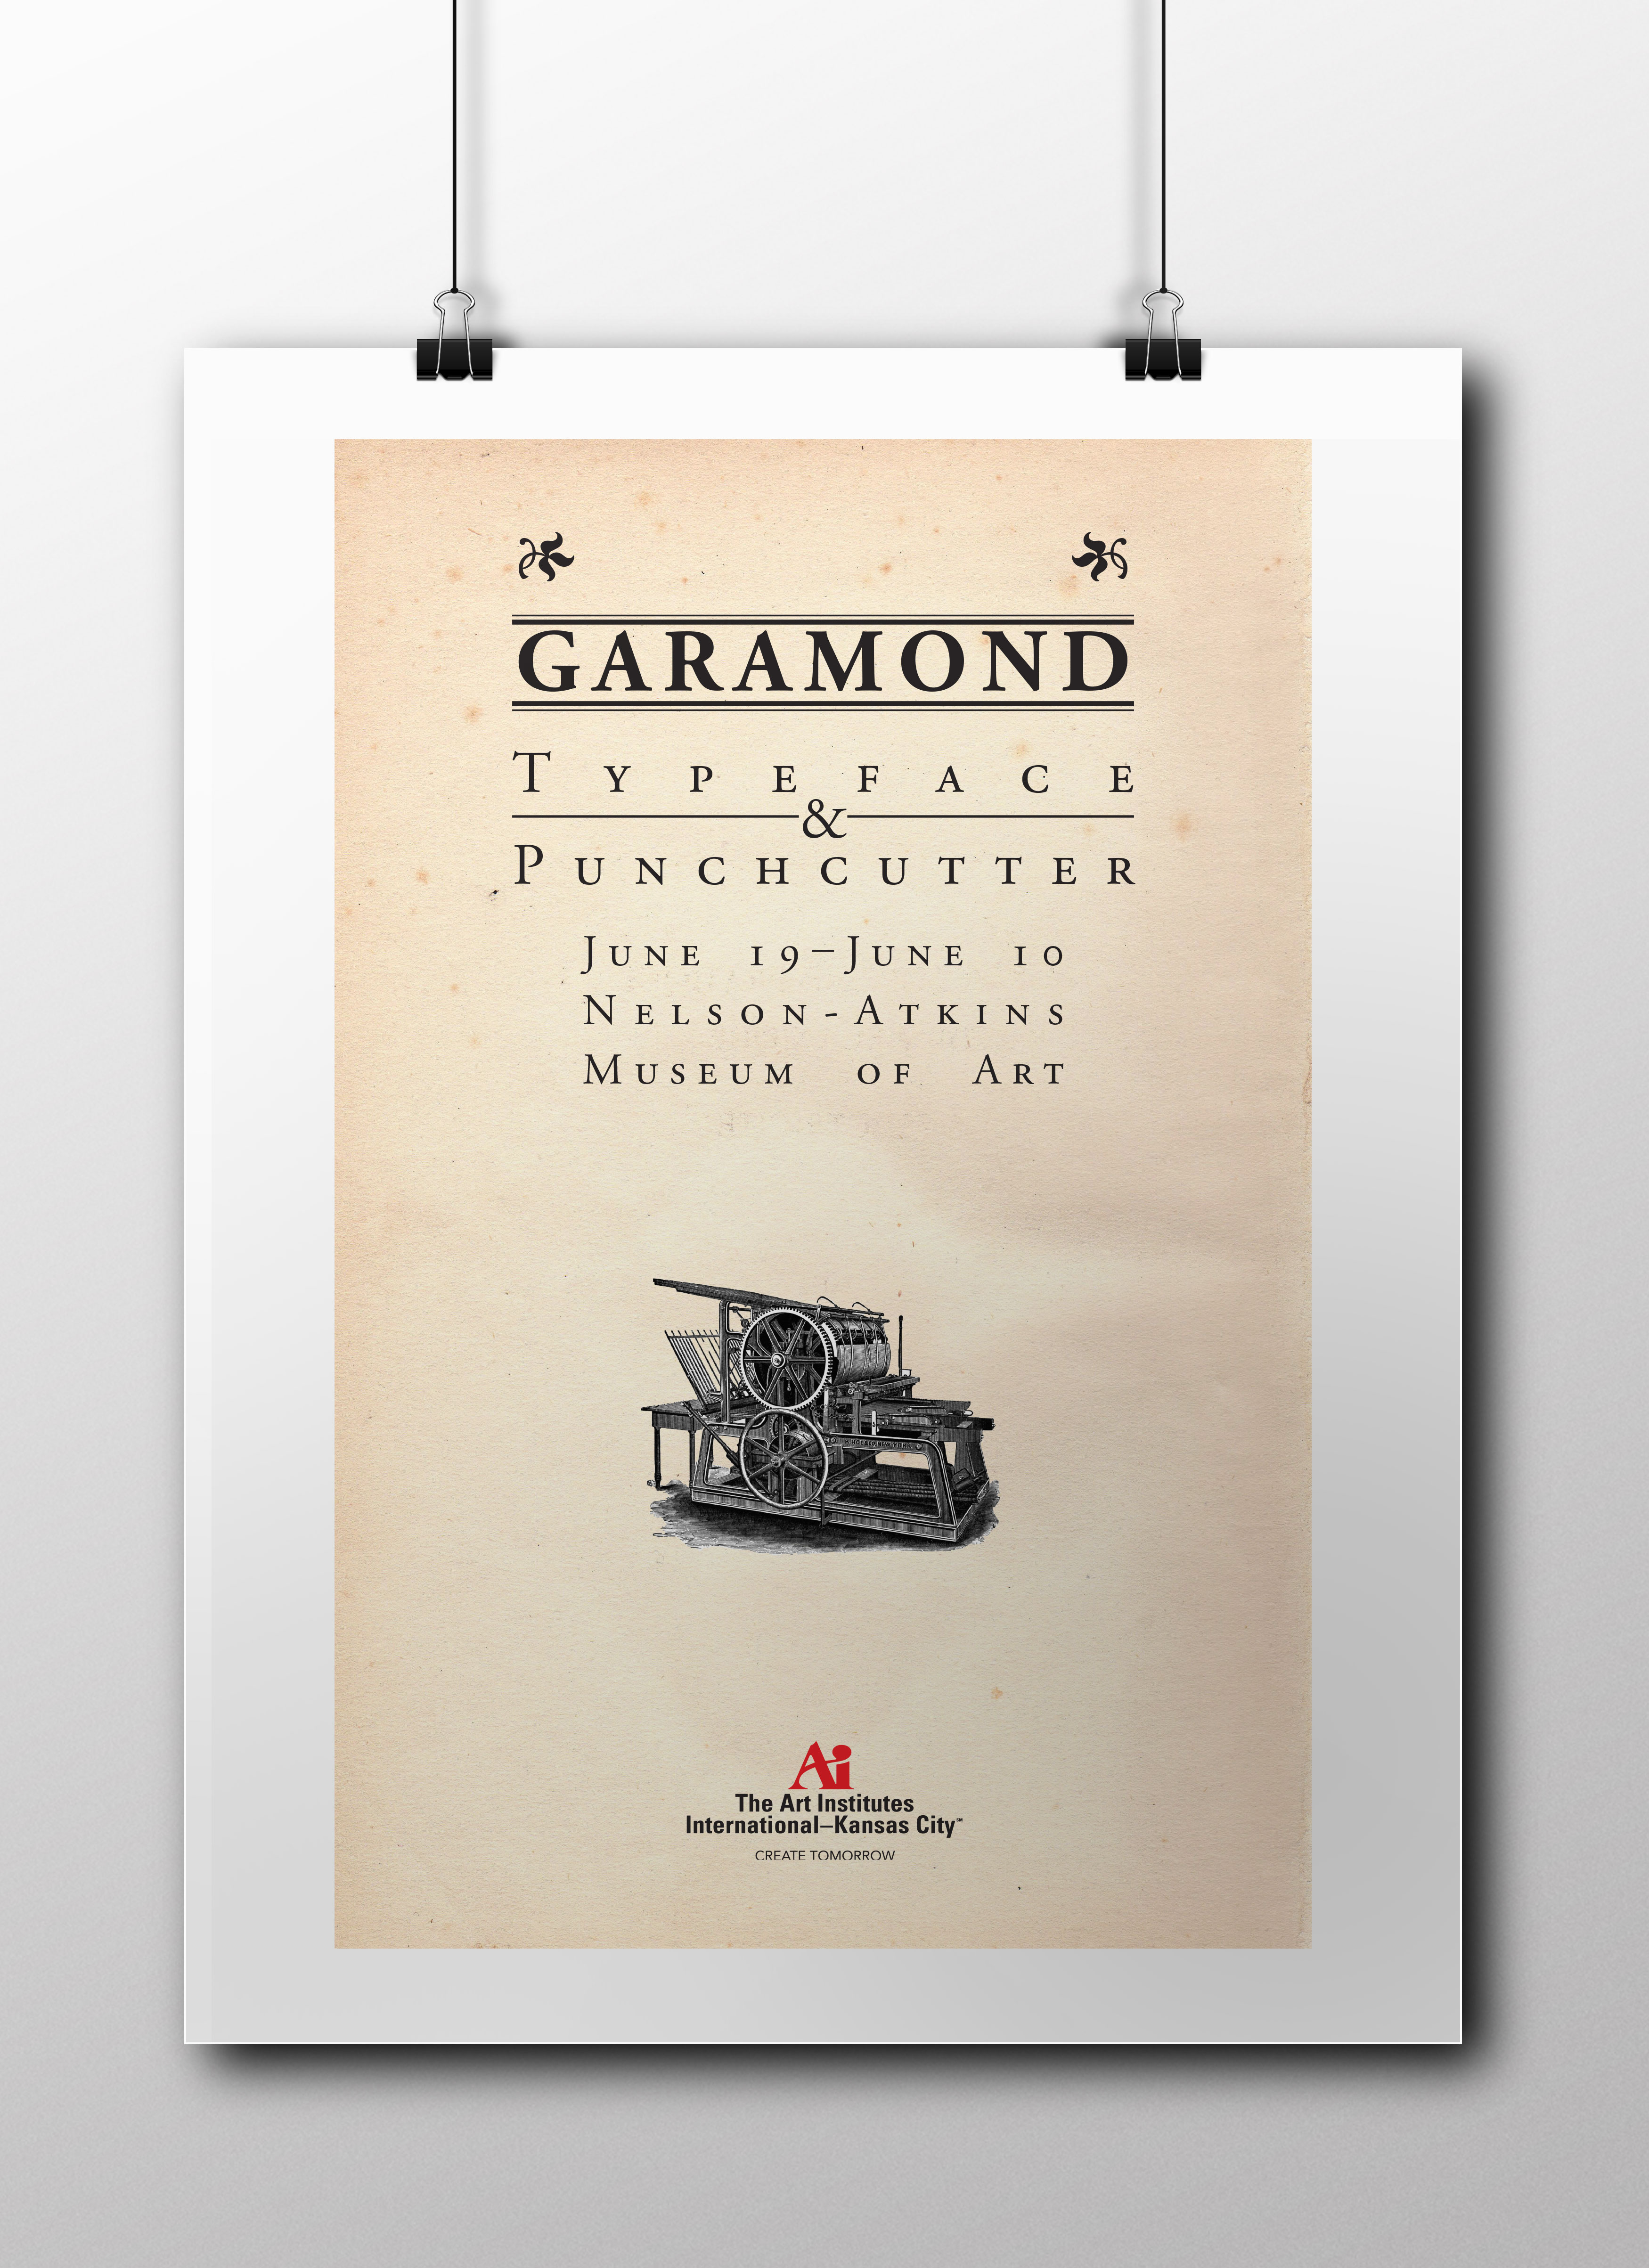 GARAMOND
Typeface
&
Punchcutter
June 19–June 10
Nelson-Atkins
Museum of Art
Ai
The Art Institutes
International–Kansas City℠
CREATE TOMORROW